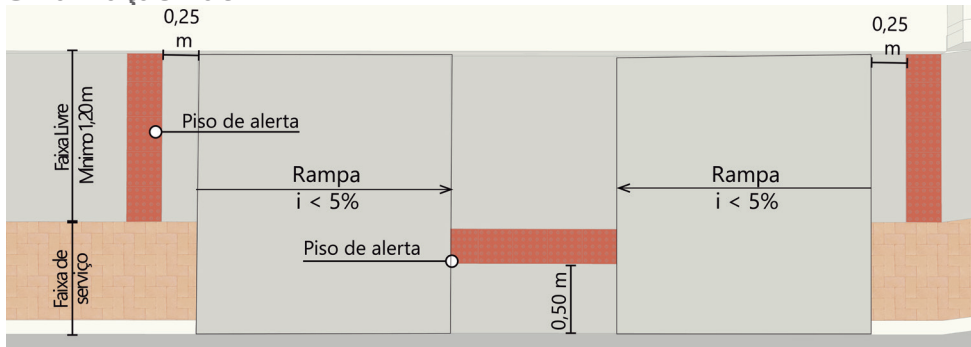 0,25
m
0,25
m
Faixa Livre
Mínimo 1,20 m
Piso de alerta
Rampa
i < 5%
Rampa
i < 5%
Faixa de
serviço
Piso de alerta
0,50 m